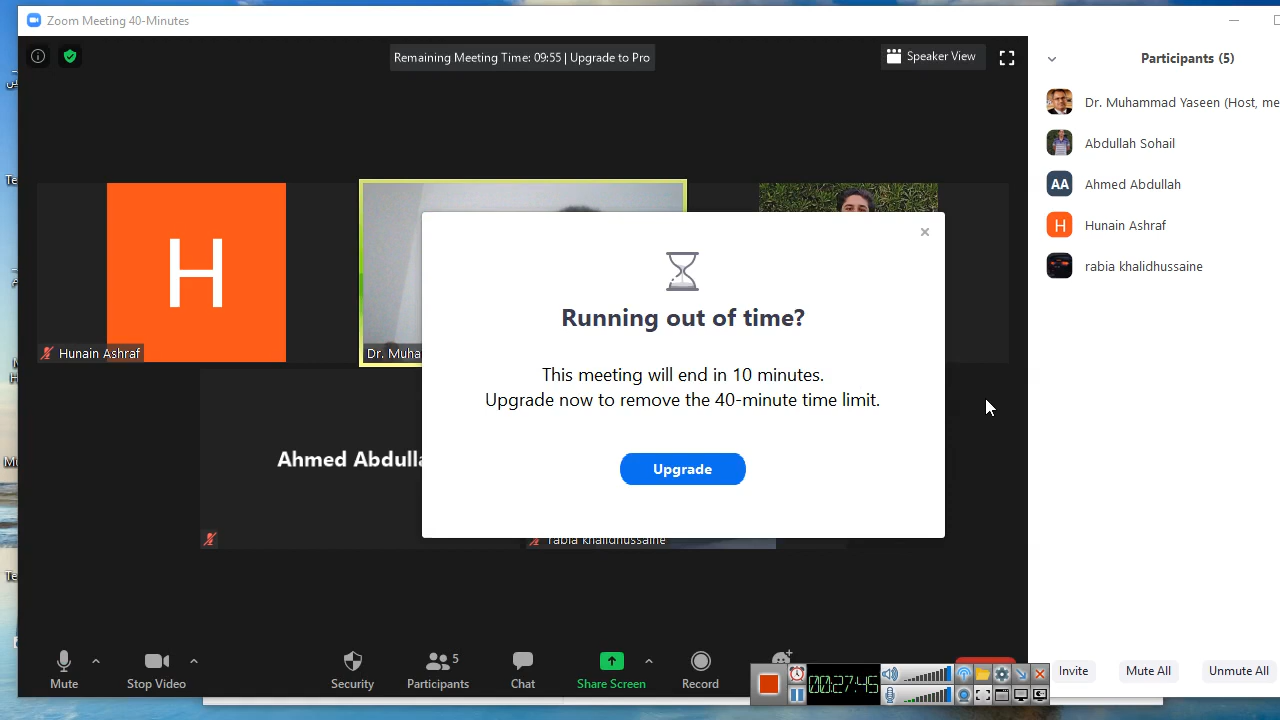 Zoom Meeting 40-Minutes
Remaining Meeting Time: 09:55 | Upgrade to Pro
Speaker View
Participants (5)
Dr. Muhammad Yaseen (Host, me
Abdullah Sohail
AA
Ahmed Abdullah
H
Hunain Ashraf
rabia khalidhussaine
H
Hunain Ashraf
Dr. Muha
Running out of time?
This meeting will end in 10 minutes.
Upgrade now to remove the 40-minute time limit.
Upgrade
Ahmed Abdulla
rabia khalidhussaine
Mute
Stop Video
Security
5
Participants
Chat
Share Screen
Record
00:27:45
Invite
Mute All
Unmute All